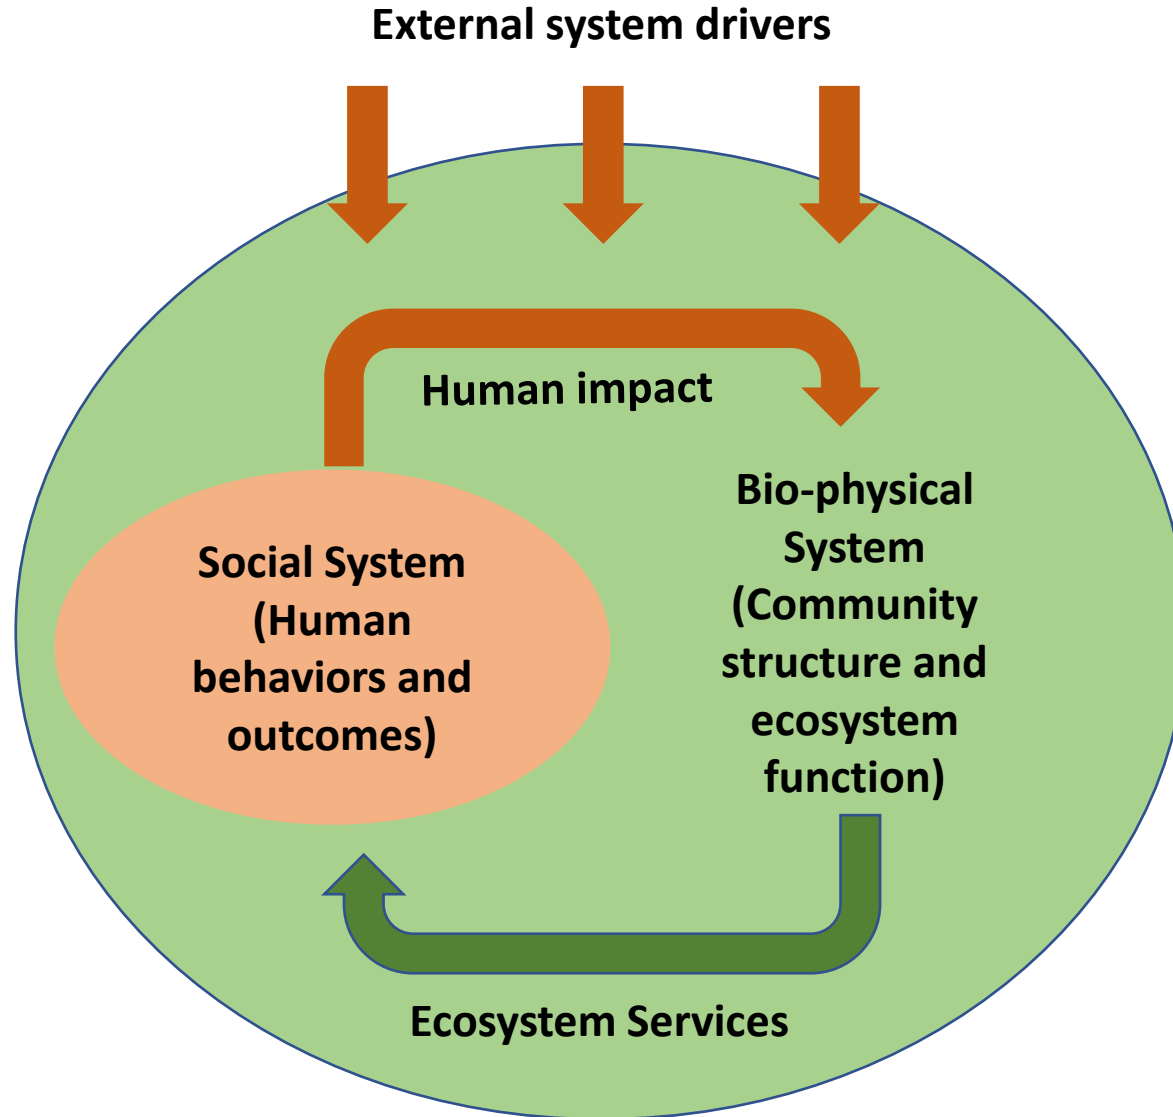 External system drivers
Human impact
Social System
(Human
behaviors and
outcomes)
Bio-physical
System
(Community
structure and
ecosystem
function)
Ecosystem Services